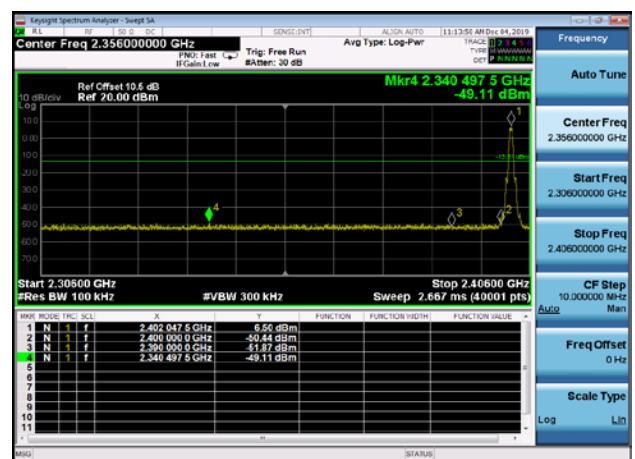 Keysight Spectrum Analyzer - Swept SA
RL RF 50 Ω DC SENSE:INT ALIGN AUTO 11:13:50 AM Dec 04, 2019
Center Freq 2.356000000 GHz
PNO: Fast
IFGain:Low
Trig: Free Run
#Atten: 30 dB
Avg Type: Log-Pwr
TRACE 1 2 3 4 5 6
TYPE
DET P N N N N N
Frequency
Auto Tune
Center Freq
2.356000000 GHz
Start Freq
2.306000000 GHz
Stop Freq
2.406000000 GHz
CF Step
10.000000 MHz
Auto Man
Freq Offset
0 Hz
Scale Type
Log Lin
Mkr4 2.340 497 5 GHz
-49.11 dBm
Ref Offset 10.5 dB
Ref 20.00 dBm
10 dB/div
Log
10.0
0.00
-10.0
-20.0
-30.0
-40.0
-50.0
-60.0
-70.0
1
2
3
4
Start 2.30600 GHz Stop 2.40600 GHz
#Res BW 100 kHz #VBW 300 kHz Sweep 2.667 ms (40001 pts)
MKR MODE TRC SCL X Y FUNCTION FUNCTION WIDTH FUNCTION VALUE
1 N 1 f 2.402 047 5 GHz 6.50 dBm
2 N 1 f 2.400 000 0 GHz -50.44 dBm
3 N 1 f 2.390 000 0 GHz -51.87 dBm
4 N 1 f 2.340 497 5 GHz -49.11 dBm
5
6
7
8
9
10
11
MSG STATUS